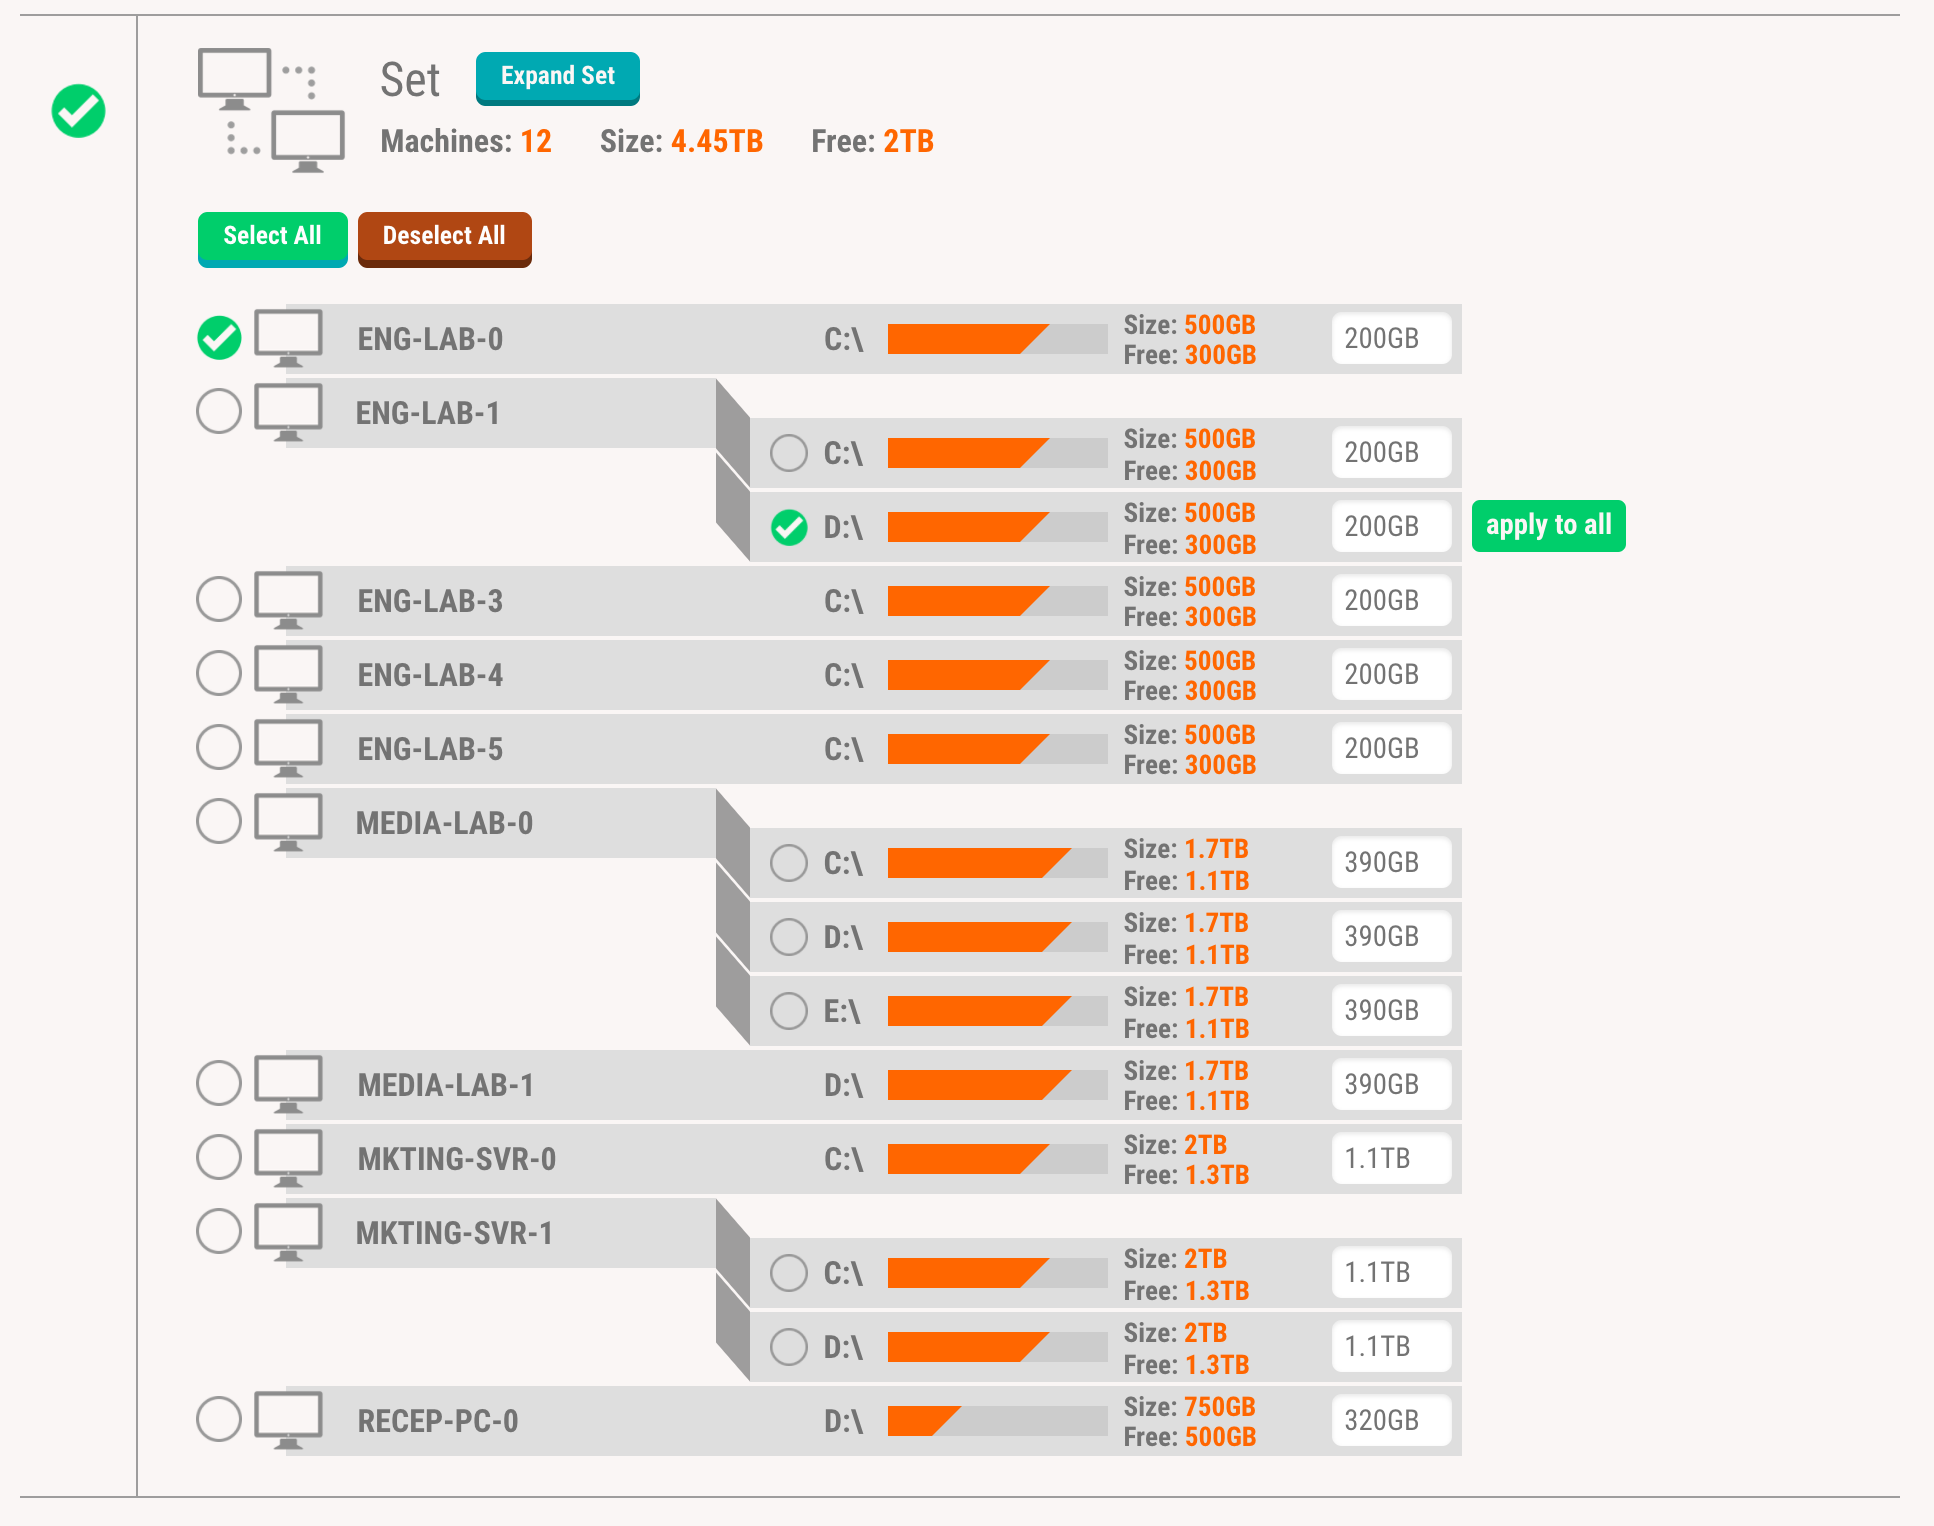 Set
Expand Set
Machines: 12 Size: 4.45TB Free: 2TB
Select All Deselect All
ENG-LAB-0 C:\ Size: 500GB Free: 300GB 200GB
ENG-LAB-1
C:\ Size: 500GB Free: 300GB 200GB
D:\ Size: 500GB Free: 300GB 200GB apply to all
ENG-LAB-3 C:\ Size: 500GB Free: 300GB 200GB
ENG-LAB-4 C:\ Size: 500GB Free: 300GB 200GB
ENG-LAB-5 C:\ Size: 500GB Free: 300GB 200GB
MEDIA-LAB-0
C:\ Size: 1.7TB Free: 1.1TB 390GB
D:\ Size: 1.7TB Free: 1.1TB 390GB
E:\ Size: 1.7TB Free: 1.1TB 390GB
MEDIA-LAB-1 D:\ Size: 1.7TB Free: 1.1TB 390GB
MKTING-SVR-0 C:\ Size: 2TB Free: 1.3TB 1.1TB
MKTING-SVR-1
C:\ Size: 2TB Free: 1.3TB 1.1TB
D:\ Size: 2TB Free: 1.3TB 1.1TB
RECEP-PC-0 D:\ Size: 750GB Free: 500GB 320GB